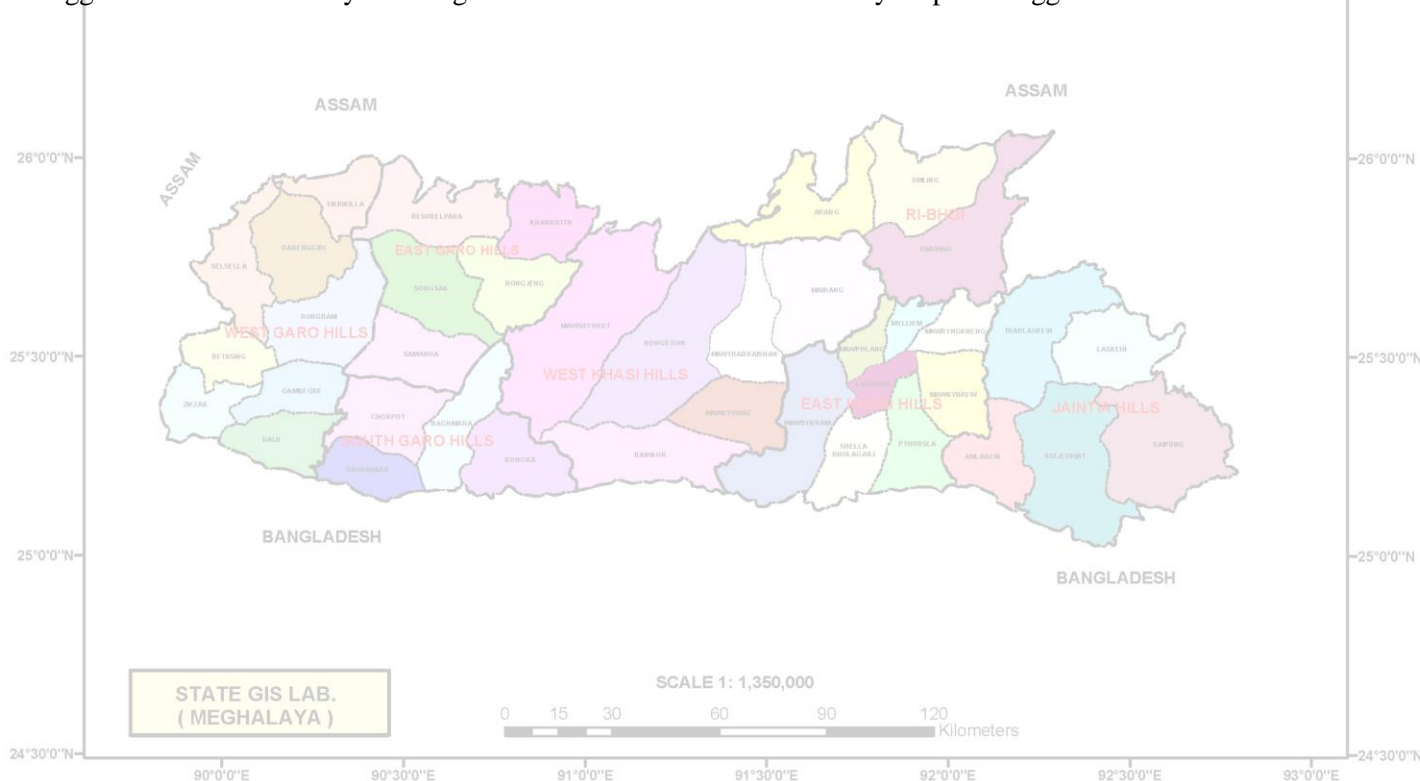 ASSAM
ASSAM
ASSAM
26°0'0"N
26°0'0"N
TIKRIKILLA
RESUBELPARA
KHARKUTTA
UMLING
JIRANG
RI-BHOI
UMSNING
DADENGGIRI
SELSELLA
EAST GARO HILLS
SONGSAK
RONGJENG
MAIRANG
RONGRAM
WEST GARO HILLS
MAWSHYNRUT
NONGSTOIN
MYLLIEM
MAWRYNGKNENG
THADLASKEIN
LASKEIN
BETASING
SAMANDA
MAWTHADRAISHAN
MAWPHLANG
25°30'0"N
25°30'0"N
WEST KHASI HILLS
ZIKZAK
GAMBEGRE
MAWKYNREW
EAST KHASI HILLS
JAINTIA HILLS
CHOKPOT
BAGHMARA
MAWKYRWAT
MAWSYNRAM
DALU
SOUTH GARO HILLS
SHELLA
BHOLAGANJ
PYNURSLA
SAIPUNG
RONGRA
RANIKOR
AMLAREM
KHLIEHRIAT
GASUAPARA
BANGLADESH
25°0'0"N
25°0'0"N
BANGLADESH
STATE GIS LAB.
( MEGHALAYA )
SCALE 1: 1,350,000
0 15 30 60 90 120
Kilometers
24°30'0"N
24°30'0"N
90°0'0"E 90°30'0"E 91°0'0"E 91°30'0"E 92°0'0"E 92°30'0"E 93°0'0"E